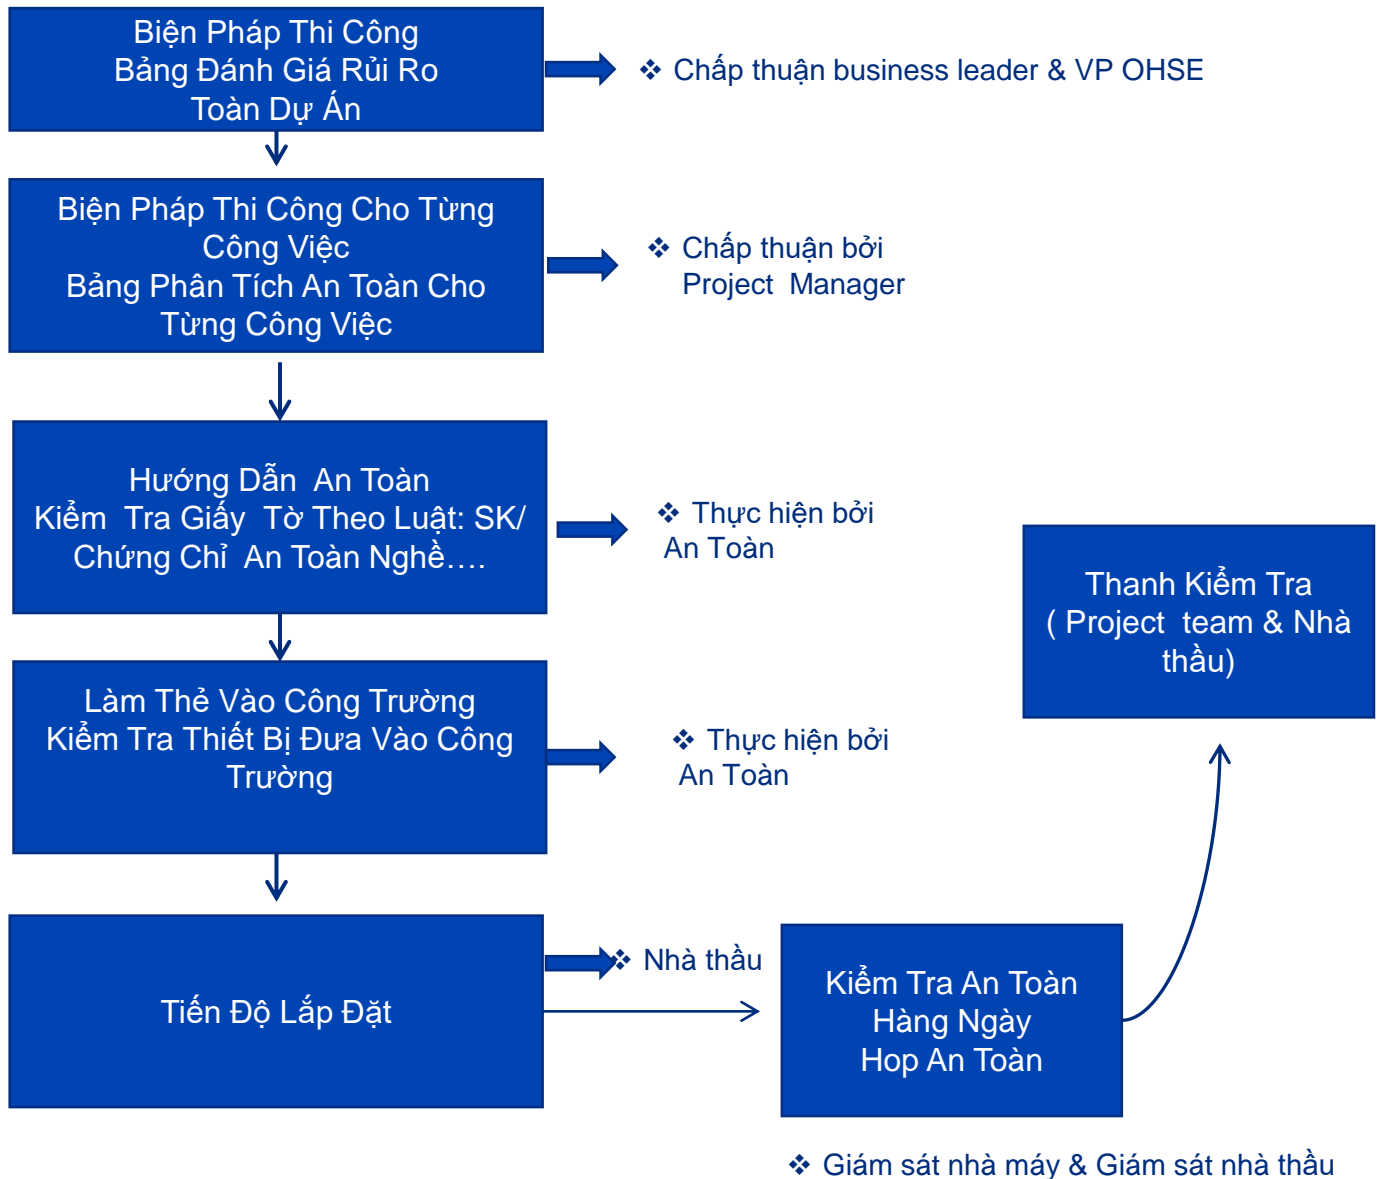 Biện Pháp Thi Công
Bảng Đánh Giá Rủi Ro
Toàn Dự Án
❖ Chấp thuận business leader & VP OHSE
Biện Pháp Thi Công Cho Từng
Công Việc
Bảng Phân Tích An Toàn Cho
Từng Công Việc
❖ Chấp thuận bởi
Project Manager
Hướng Dẫn An Toàn
Kiểm Tra Giấy Tờ Theo Luật: SK/
Chứng Chỉ An Toàn Nghề....
❖ Thực hiện bởi
An Toàn
Thanh Kiểm Tra
( Project team & Nhà
thầu)
Làm Thẻ Vào Công Trường
Kiểm Tra Thiết Bị Đưa Vào Công
Trường
❖ Thực hiện bởi
An Toàn
Tiến Độ Lắp Đặt
❖ Nhà thầu
Kiểm Tra An Toàn
Hàng Ngày
Hop An Toàn
❖ Giám sát nhà máy & Giám sát nhà thầu